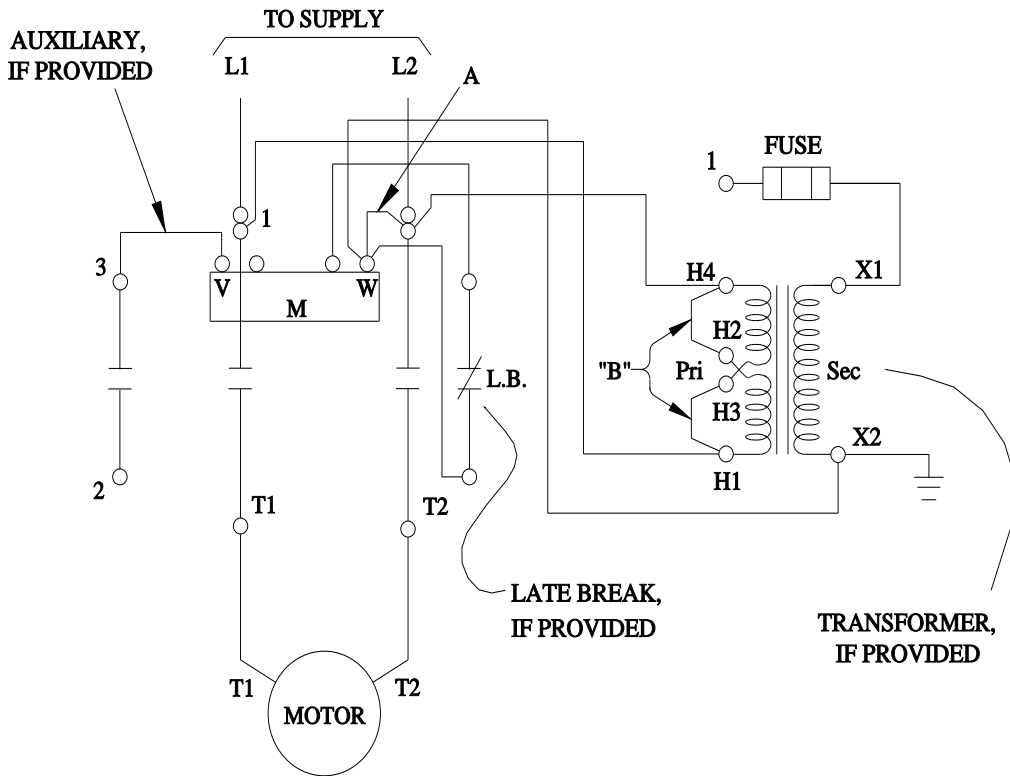 TO SUPPLY
AUXILIARY,
IF PROVIDED
L1
L2
A
1
FUSE
1
3
V
W
M
H4
X1
H2
"B"
Pri
Sec
H3
L.B.
X2
H1
2
T1
T2
LATE BREAK,
IF PROVIDED
TRANSFORMER,
IF PROVIDED
T1
T2
MOTOR